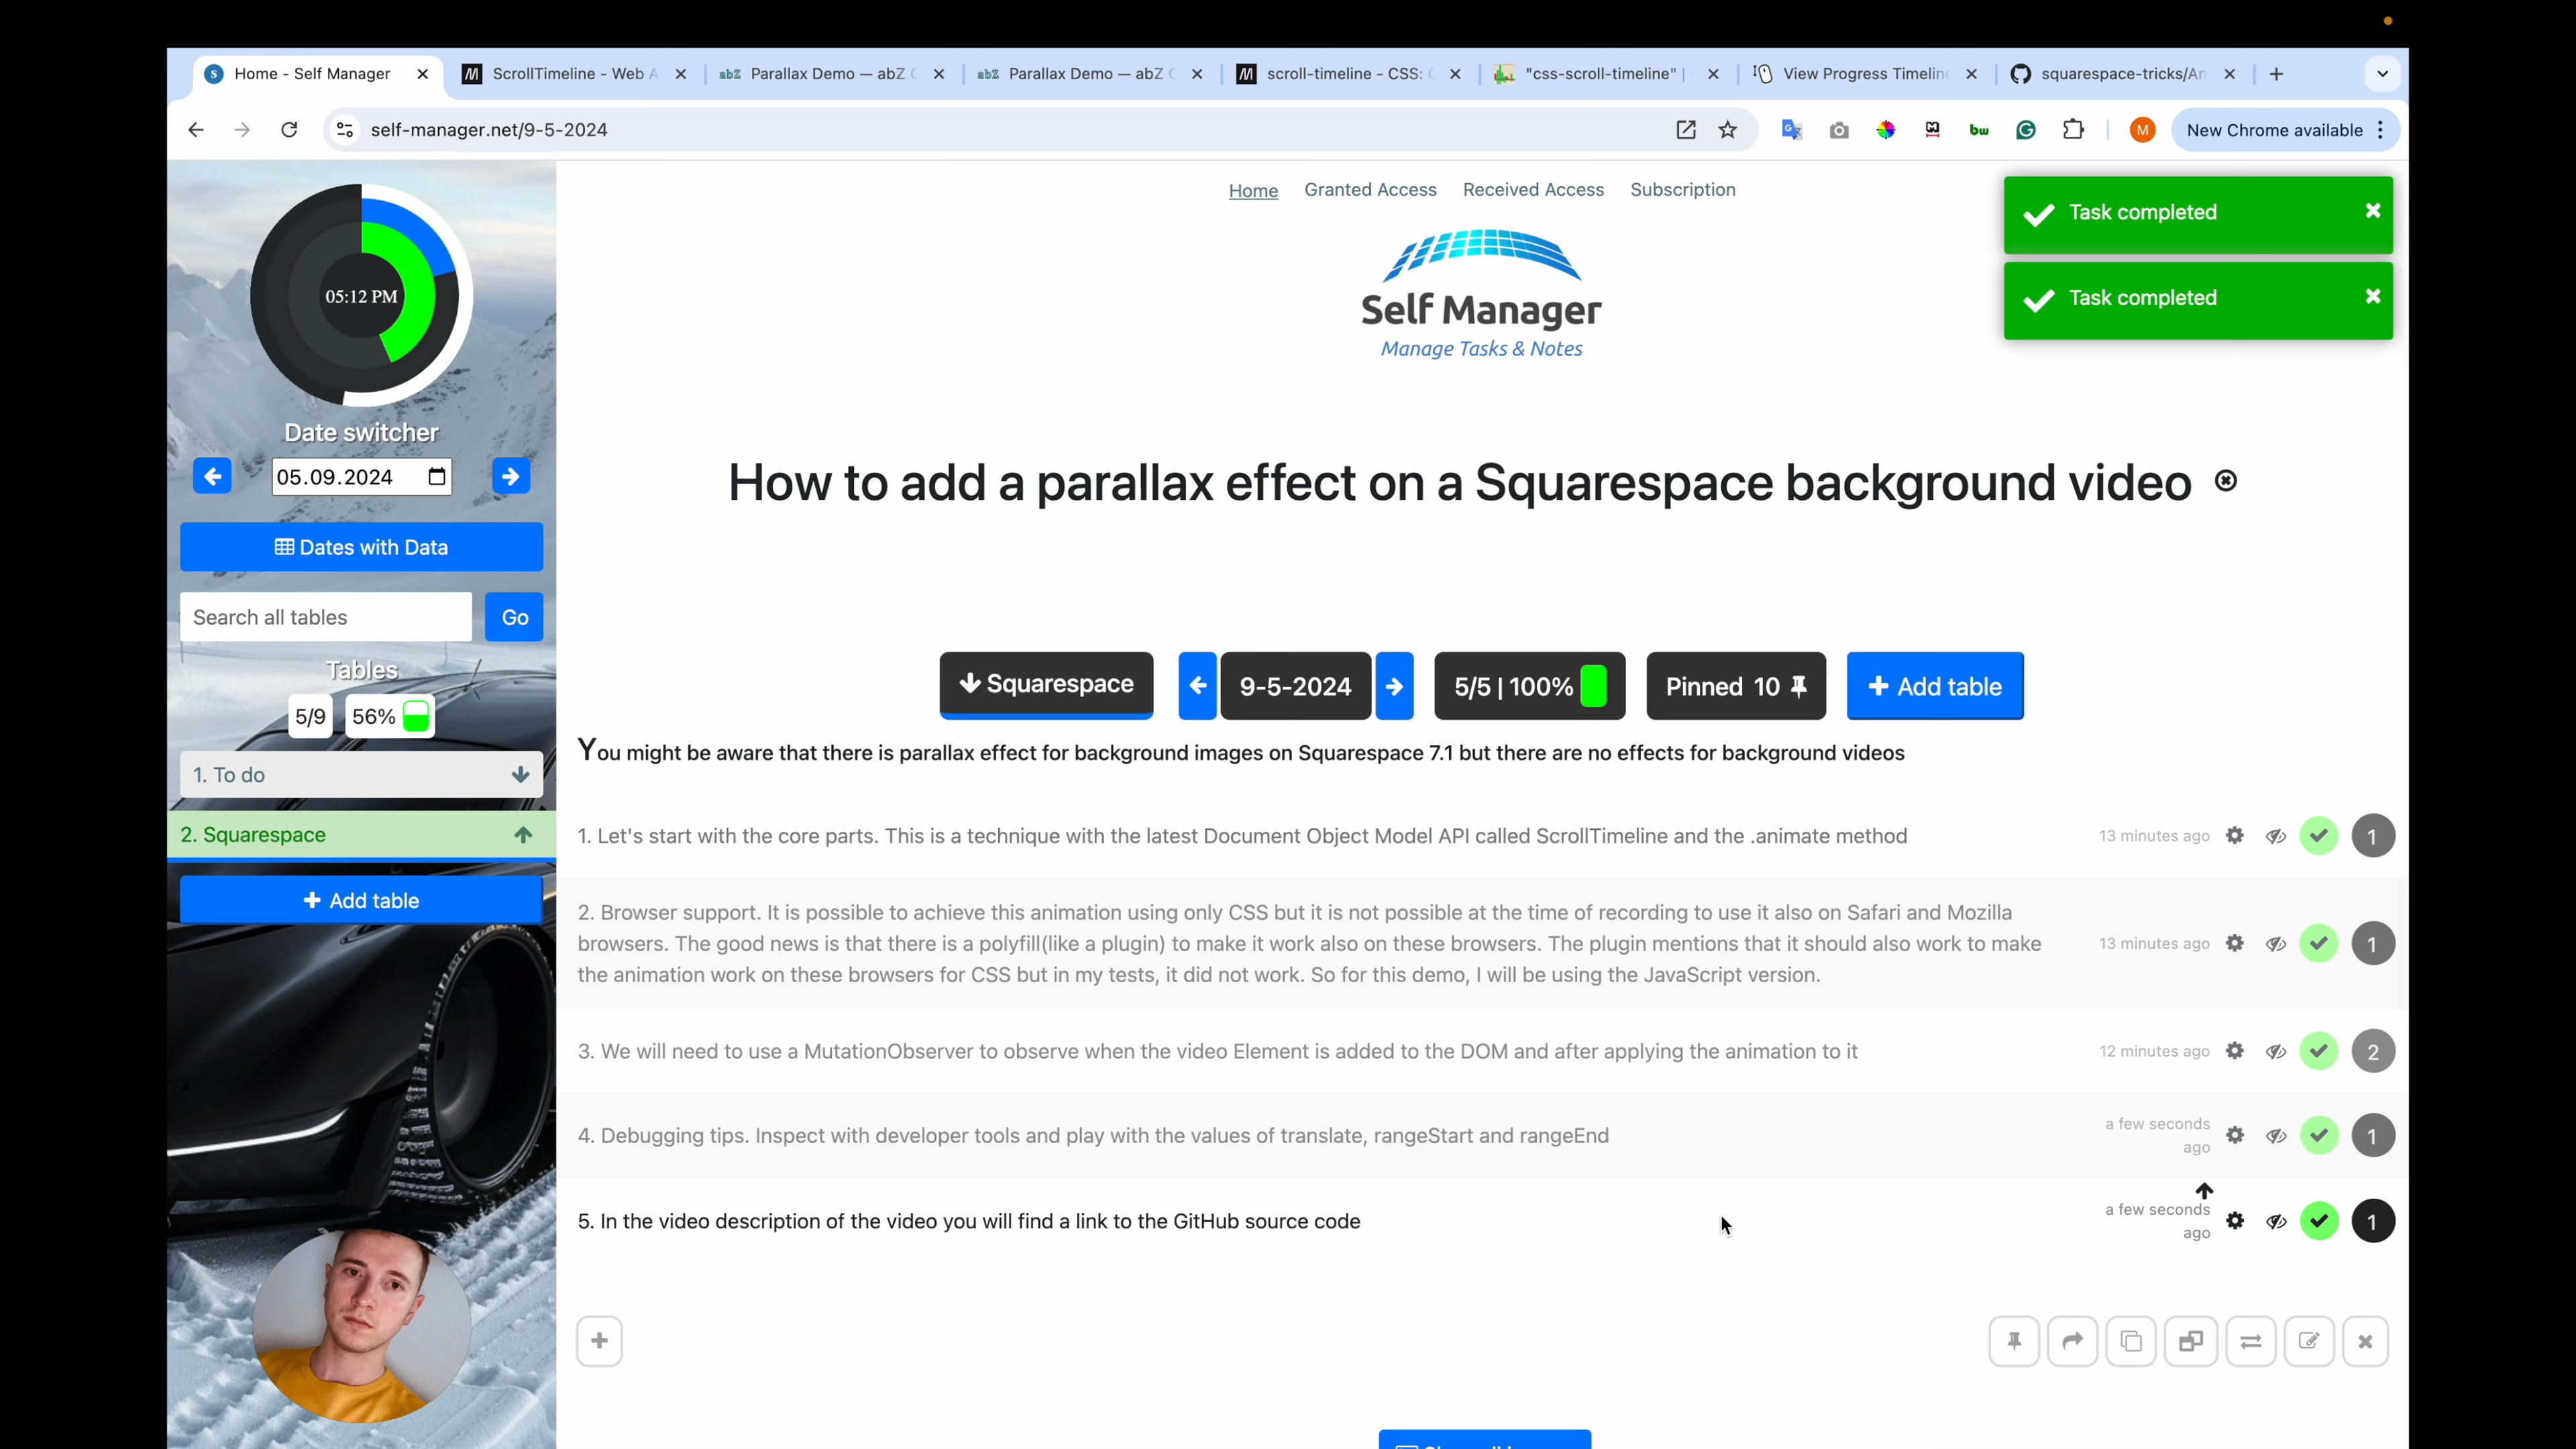 Home - Self Manager
ScrollTimeline - Web A
abZ Parallax Demo — abZ
abZ Parallax Demo — abZ
scroll-timeline - CSS:
"css-scroll-timeline" |
View Progress Timeline
squarespace-tricks/An
self-manager.net/9-5-2024
bw
M
New Chrome available
05:12 PM
Date switcher
05.09.2024
Dates with Data
Search all tables
Go
Tables
5/9
56%
1. To do
2. Squarespace
Add table
Home
Granted Access
Received Access
Subscription
Self Manager
Manage Tasks & Notes
Task completed
Task completed
How to add a parallax effect on a Squarespace background video
Squarespace
9-5-2024
5/5 | 100%
Pinned 10
Add table
You might be aware that there is parallax effect for background images on Squarespace 7.1 but there are no effects for background videos
1. Let's start with the core parts. This is a technique with the latest Document Object Model API called ScrollTimeline and the .animate method
13 minutes ago
1
2. Browser support. It is possible to achieve this animation using only CSS but it is not possible at the time of recording to use it also on Safari and Mozilla
browsers. The good news is that there is a polyfill(like a plugin) to make it work also on these browsers. The plugin mentions that it should also work to make
the animation work on these browsers for CSS but in my tests, it did not work. So for this demo, I will be using the JavaScript version.
13 minutes ago
1
3. We will need to use a MutationObserver to observe when the video Element is added to the DOM and after applying the animation to it
12 minutes ago
2
4. Debugging tips. Inspect with developer tools and play with the values of translate, rangeStart and rangeEnd
a few seconds
ago
1
5. In the video description of the video you will find a link to the GitHub source code
a few seconds
ago
1